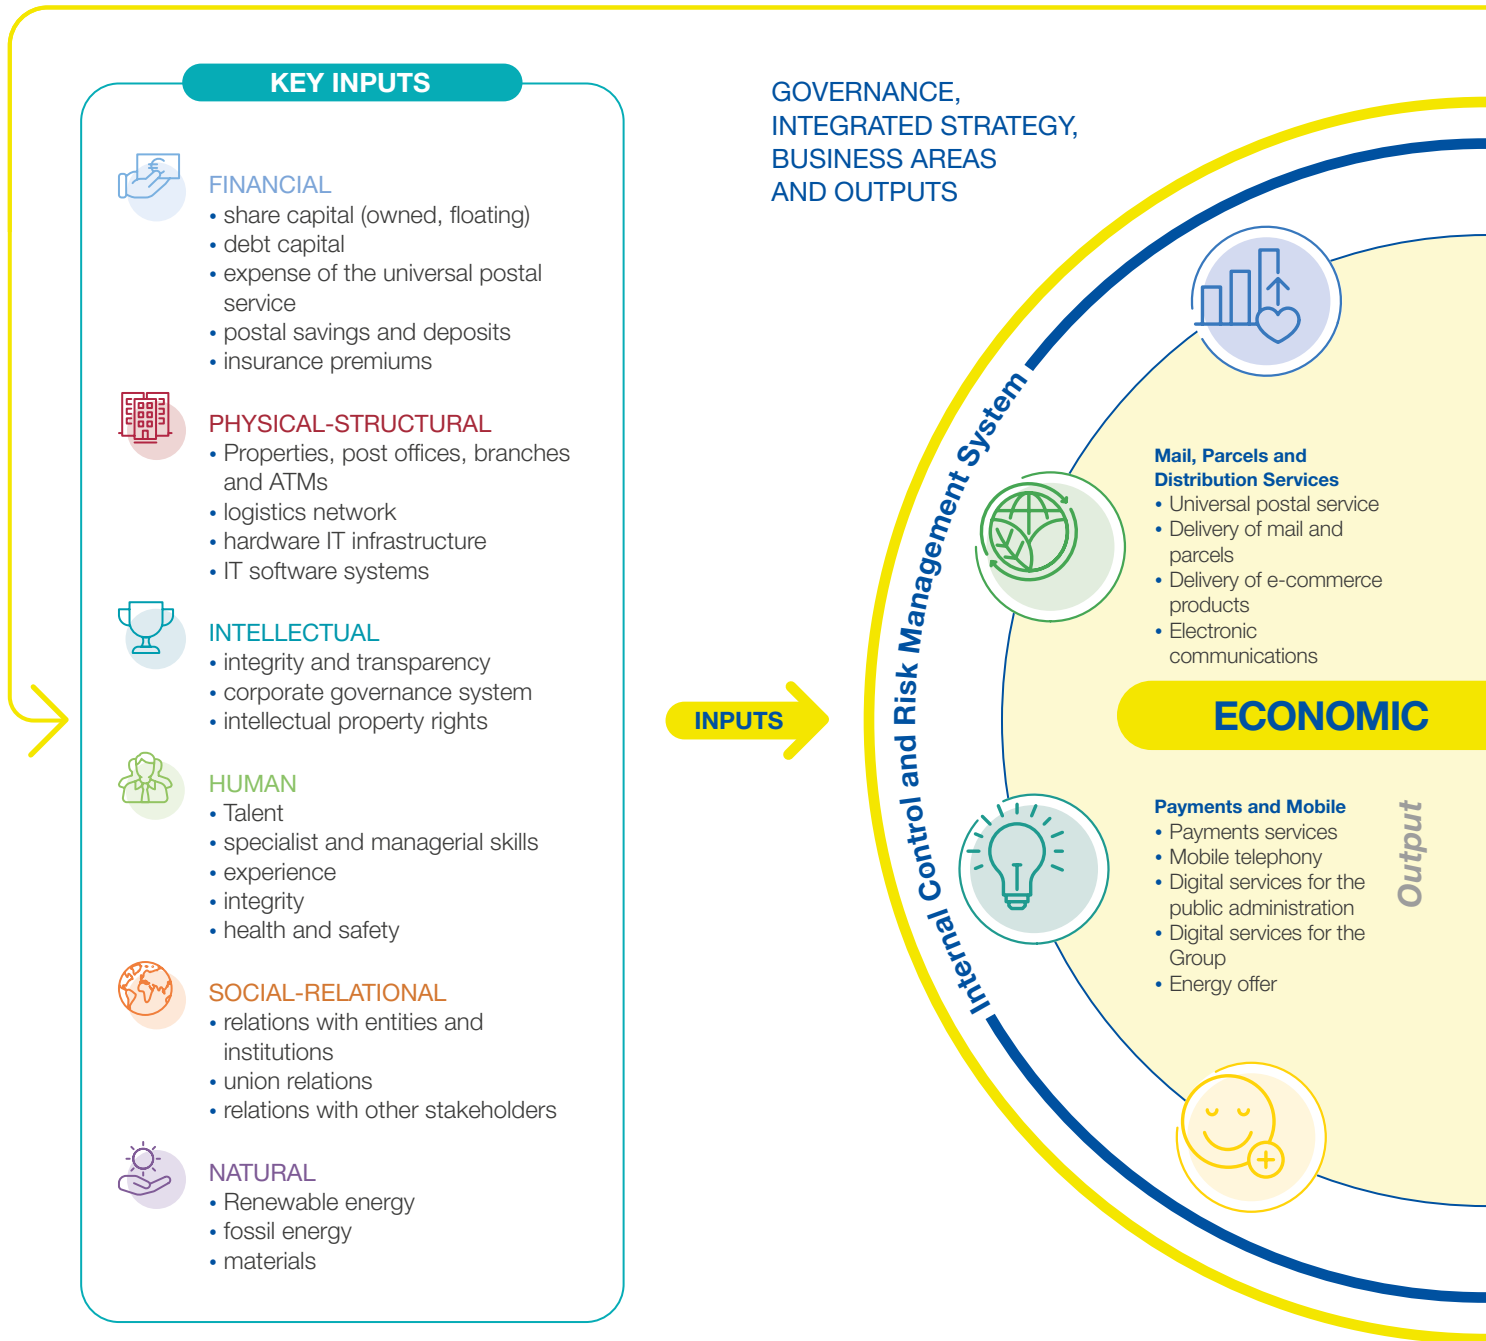 KEY INPUTS
FINANCIAL
• share capital (owned, floating)
• debt capital
• expense of the universal postal
service
• postal savings and deposits
• insurance premiums
PHYSICAL-STRUCTURAL
• Properties, post offices, branches
and ATMs
• logistics network
• hardware IT infrastructure
• IT software systems
INTELLECTUAL
• integrity and transparency
• corporate governance system
• intellectual property rights
HUMAN
• Talent
• specialist and managerial skills
• experience
• integrity
• health and safety
SOCIAL-RELATIONAL
• relations with entities and
institutions
• union relations
• relations with other stakeholders
NATURAL
• Renewable energy
• fossil energy
• materials
INPUTS
GOVERNANCE,
INTEGRATED STRATEGY,
BUSINESS AREAS
AND OUTPUTS
Internal Control and Risk Management System
Mail, Parcels and
Distribution Services
• Universal postal service
• Delivery of mail and
parcels
• Delivery of e-commerce
products
• Electronic
communications
ECONOMIC
Payments and Mobile
• Payments services
• Mobile telephony
• Digital services for the
public administration
• Digital services for the
Group
• Energy offer
Output